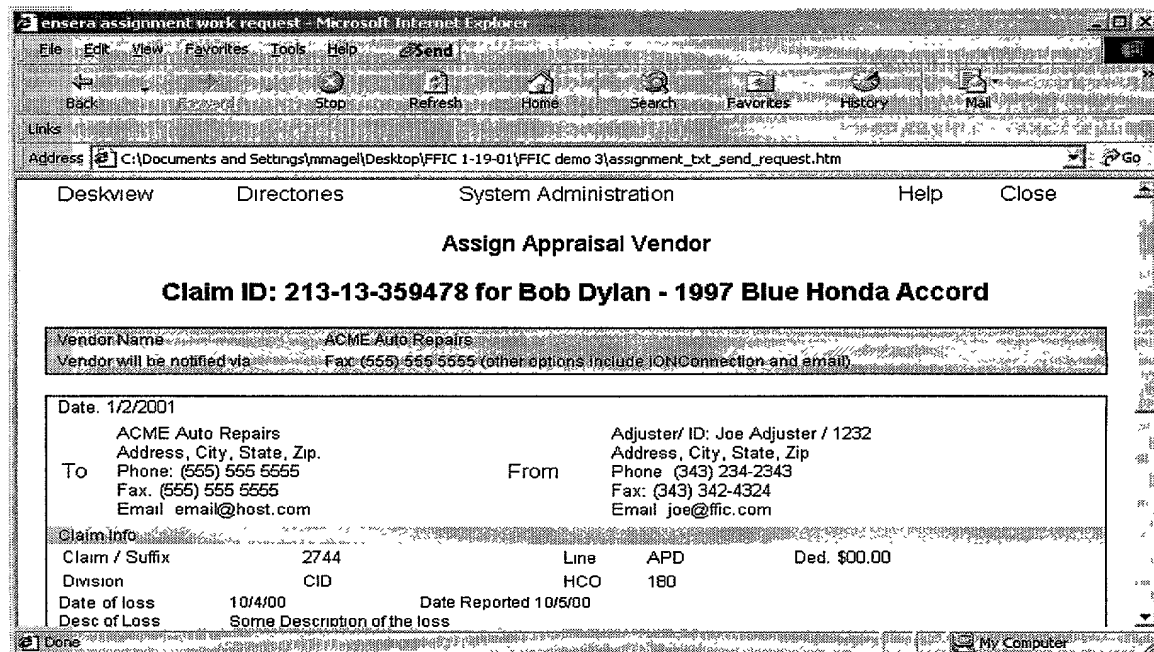 ensera assignment work request - Microsoft Internet Explorer
File Edit View Favorites Tools Help eSend
Back Forward Stop Refresh Home Search Favorites History Mail »
Links
Address C:\Documents and Settings\mmagel\Desktop\FFIC 1-19-01\FFIC demo 3\assignment_txt_send_request.htm Go
Deskview Directories System Administration Help Close
Assign Appraisal Vendor
Claim ID: 213-13-359478 for Bob Dylan - 1997 Blue Honda Accord
Vendor Name ACME Auto Repairs
Vendor will be notified via Fax (555) 555 5555 (other options include IONConnection and email)
Date. 1/2/2001
ACME Auto Repairs Adjuster/ ID: Joe Adjuster / 1232
Address, City, State, Zip. Address, City, State, Zip
To Phone: (555) 555 5555 From Phone (343) 234-2343
Fax. (555) 555 5555 Fax: (343) 342-4324
Email email@host.com Email joe@ffic.com
Claim Info
Claim / Suffix 2744 Line APD Ded. $00.00
Division CID HCO 180
Date of loss 10/4/00 Date Reported 10/5/00
Desc of Loss Some Description of the loss
Done My Computer